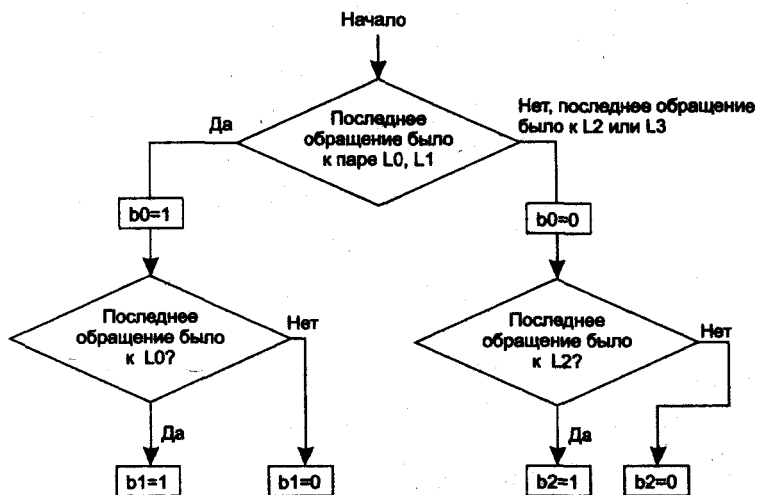 Начало
Последнее
обращение было
к паре L0, L1
Да
Нет, последнее обращение
было к L2 или L3
b0=1
b0=0
Последнее
обращение было
к L0?
Нет
Последнее
обращение было
к L2?
Нет
Да
Да
b1=1
b1=0
b2=1
b2=0